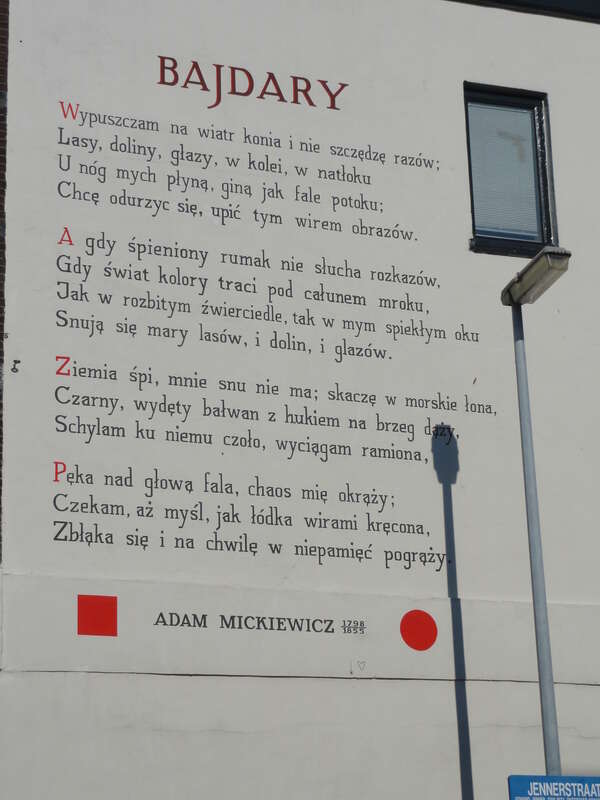 BAJDARY
Wypuszczam na wiatr konia i nie szczędzę razów;
Lasy, doliny, głazy, w kolei, w natłoku
U nóg mych płyną, giną jak fale potoku;
Chcę odurzyc się, upić tym wirem obrazów.
A gdy śpieniony rumak nie słucha rozkazów,
Gdy świat kolory traci pod całunem mroku,
Jak w rozbitym źwierciedle, tak w mym spiekłym oku
Snują się mary lasów, i dolin, i głazów.
Ziemia śpi, mnie snu nie ma; skaczę w morskie łona,
Czarny, wydęty bałwan z hukiem na brzeg dąży,
Schylam ku niemu czoło, wyciągam ramiona,
Pęka nad głową fala, chaos mię okrąży;
Czekam, aż myśl, jak łódka wirami kręcona,
Zbłąka się i na chwilę w niepamięć pogrąży.
ADAM MICKIEWICZ 1798 1855
JENNERSTRAAT